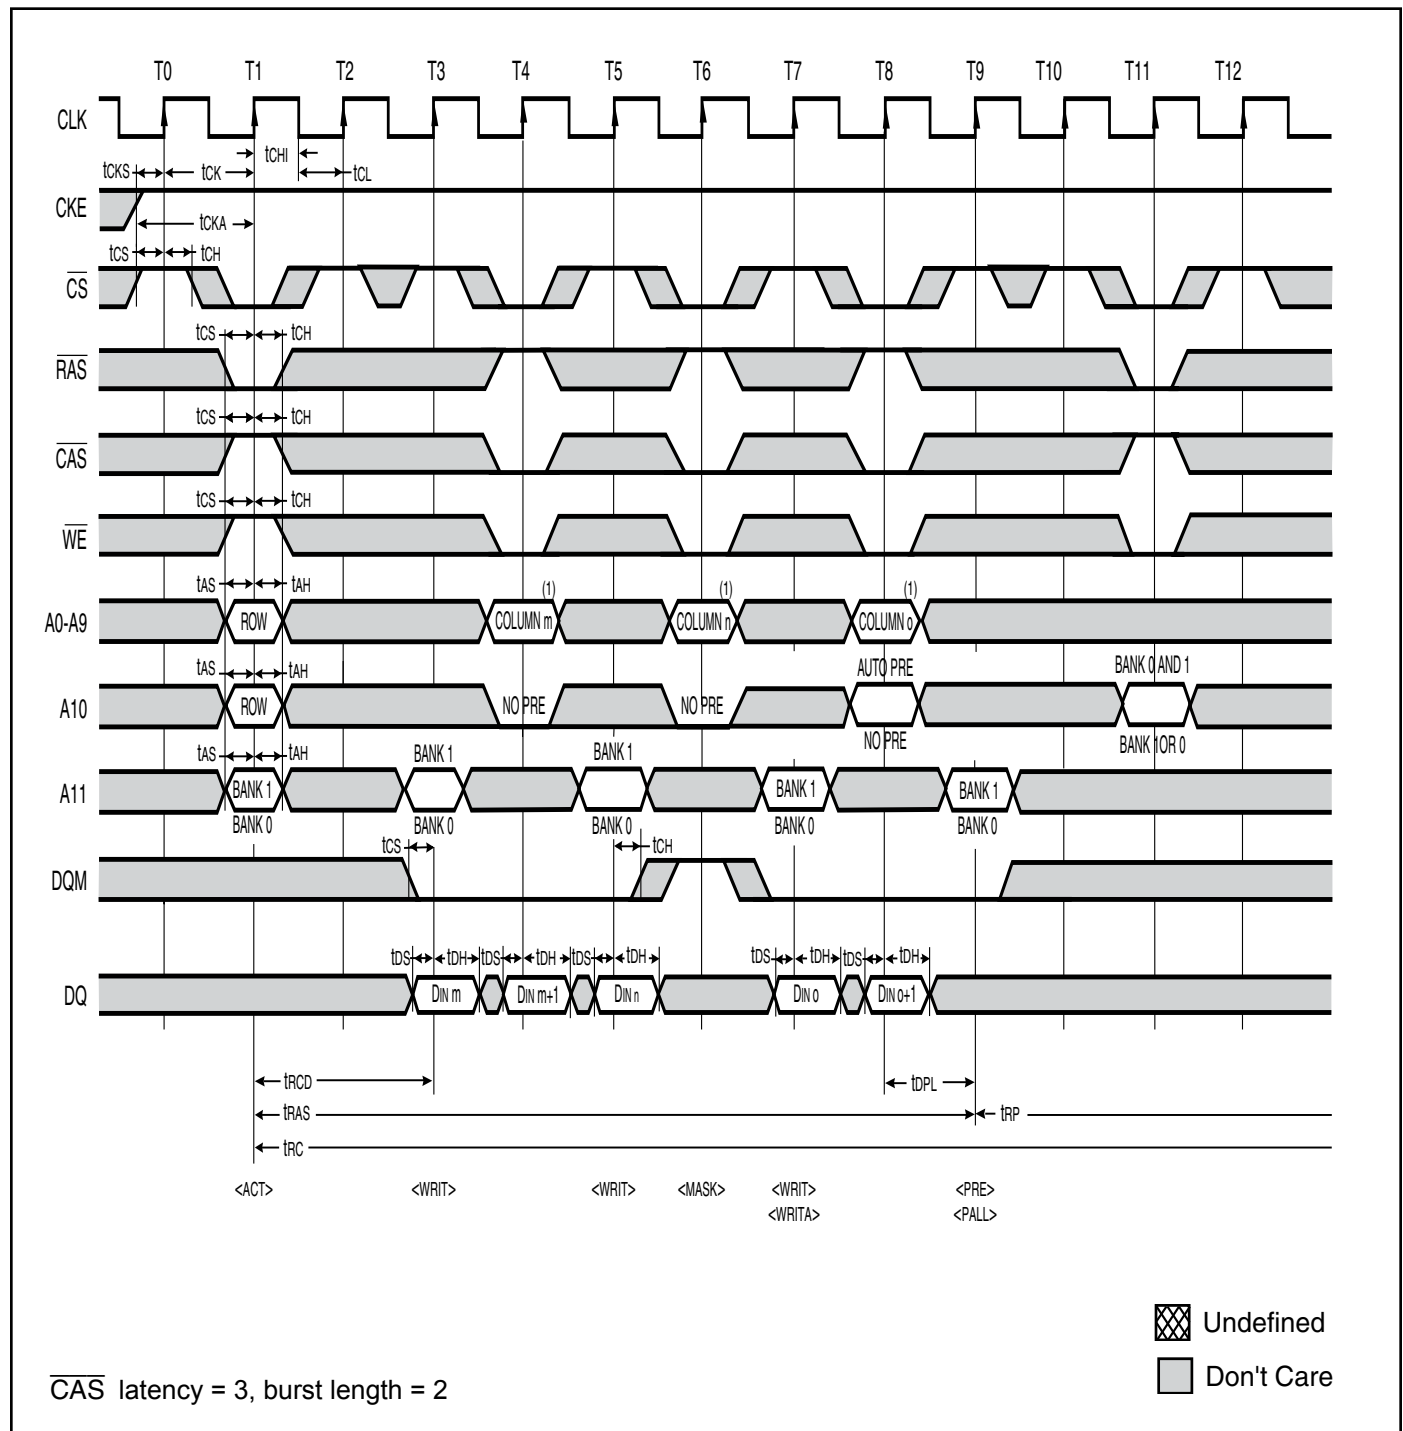 T0 T1 T2 T3 T4 T5 T6 T7 T8 T9 T10 T11 T12
CLK
tCHI
tCKS tCK tCL
CKE
tCKA
tCS tCH
CS
tCS tCH
RAS
tCS tCH
CAS
tCS tCH
WE
tAS tAH (1) (1) (1)
A0-A9 ROW COLUMN m COLUMN n COLUMN o
tAS tAH AUTO PRE BANK 0 AND 1
A10 ROW NO PRE NO PRE
NO PRE BANK 1OR 0
tAS tAH BANK 1 BANK 1
A11 BANK 1 BANK 1 BANK 1
BANK 0 BANK 0 BANK 0 BANK 0 BANK 0
tCS tCH
DQM
tDS tDH tDS tDH tDS tDH tDS tDH tDS tDH
DQ DIN m DIN m+1 DIN n DIN o DIN o+1
tRCD tDPL
tRAS tRP
tRC
<ACT> <WRIT> <WRIT> <MASK> <WRIT> <PRE>
<WRITA> <PALL>
Undefined
Don't Care
CAS latency = 3, burst length = 2